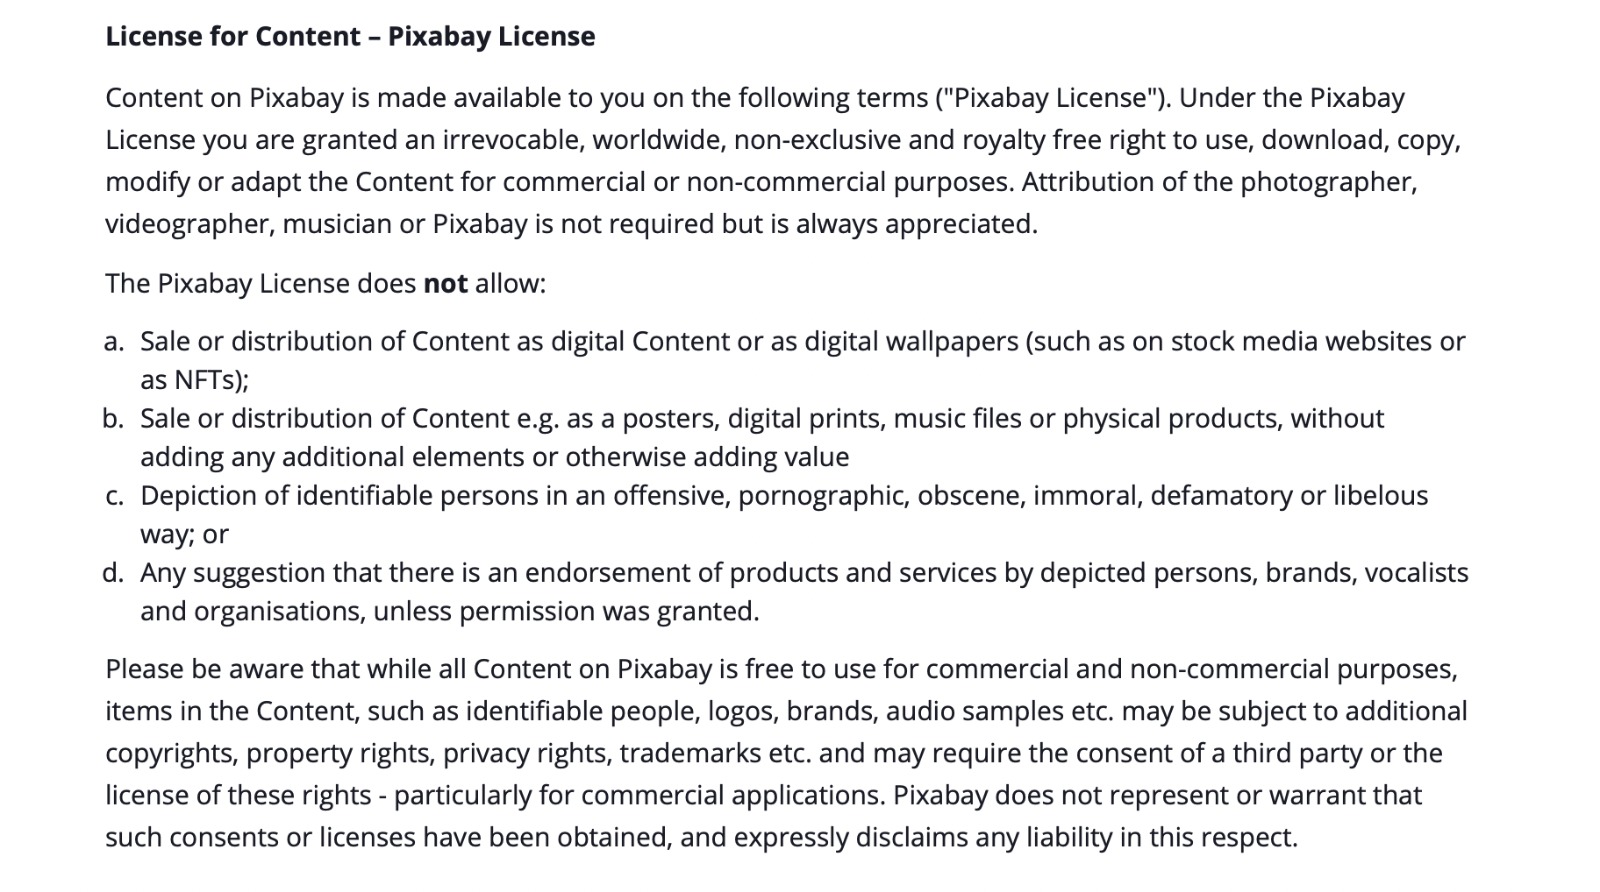 License for Content – Pixabay License
Content on Pixabay is made available to you on the following terms ("Pixabay License"). Under the Pixabay
License you are granted an irrevocable, worldwide, non-exclusive and royalty free right to use, download, copy,
modify or adapt the Content for commercial or non-commercial purposes. Attribution of the photographer,
videographer, musician or Pixabay is not required but is always appreciated.
The Pixabay License does not allow:
a. Sale or distribution of Content as digital Content or as digital wallpapers (such as on stock media websites or
as NFTs);
b. Sale or distribution of Content e.g. as a posters, digital prints, music files or physical products, without
adding any additional elements or otherwise adding value
c. Depiction of identifiable persons in an offensive, pornographic, obscene, immoral, defamatory or libelous
way; or
d. Any suggestion that there is an endorsement of products and services by depicted persons, brands, vocalists
and organisations, unless permission was granted.
Please be aware that while all Content on Pixabay is free to use for commercial and non-commercial purposes,
items in the Content, such as identifiable people, logos, brands, audio samples etc. may be subject to additional
copyrights, property rights, privacy rights, trademarks etc. and may require the consent of a third party or the
license of these rights - particularly for commercial applications. Pixabay does not represent or warrant that
such consents or licenses have been obtained, and expressly disclaims any liability in this respect.